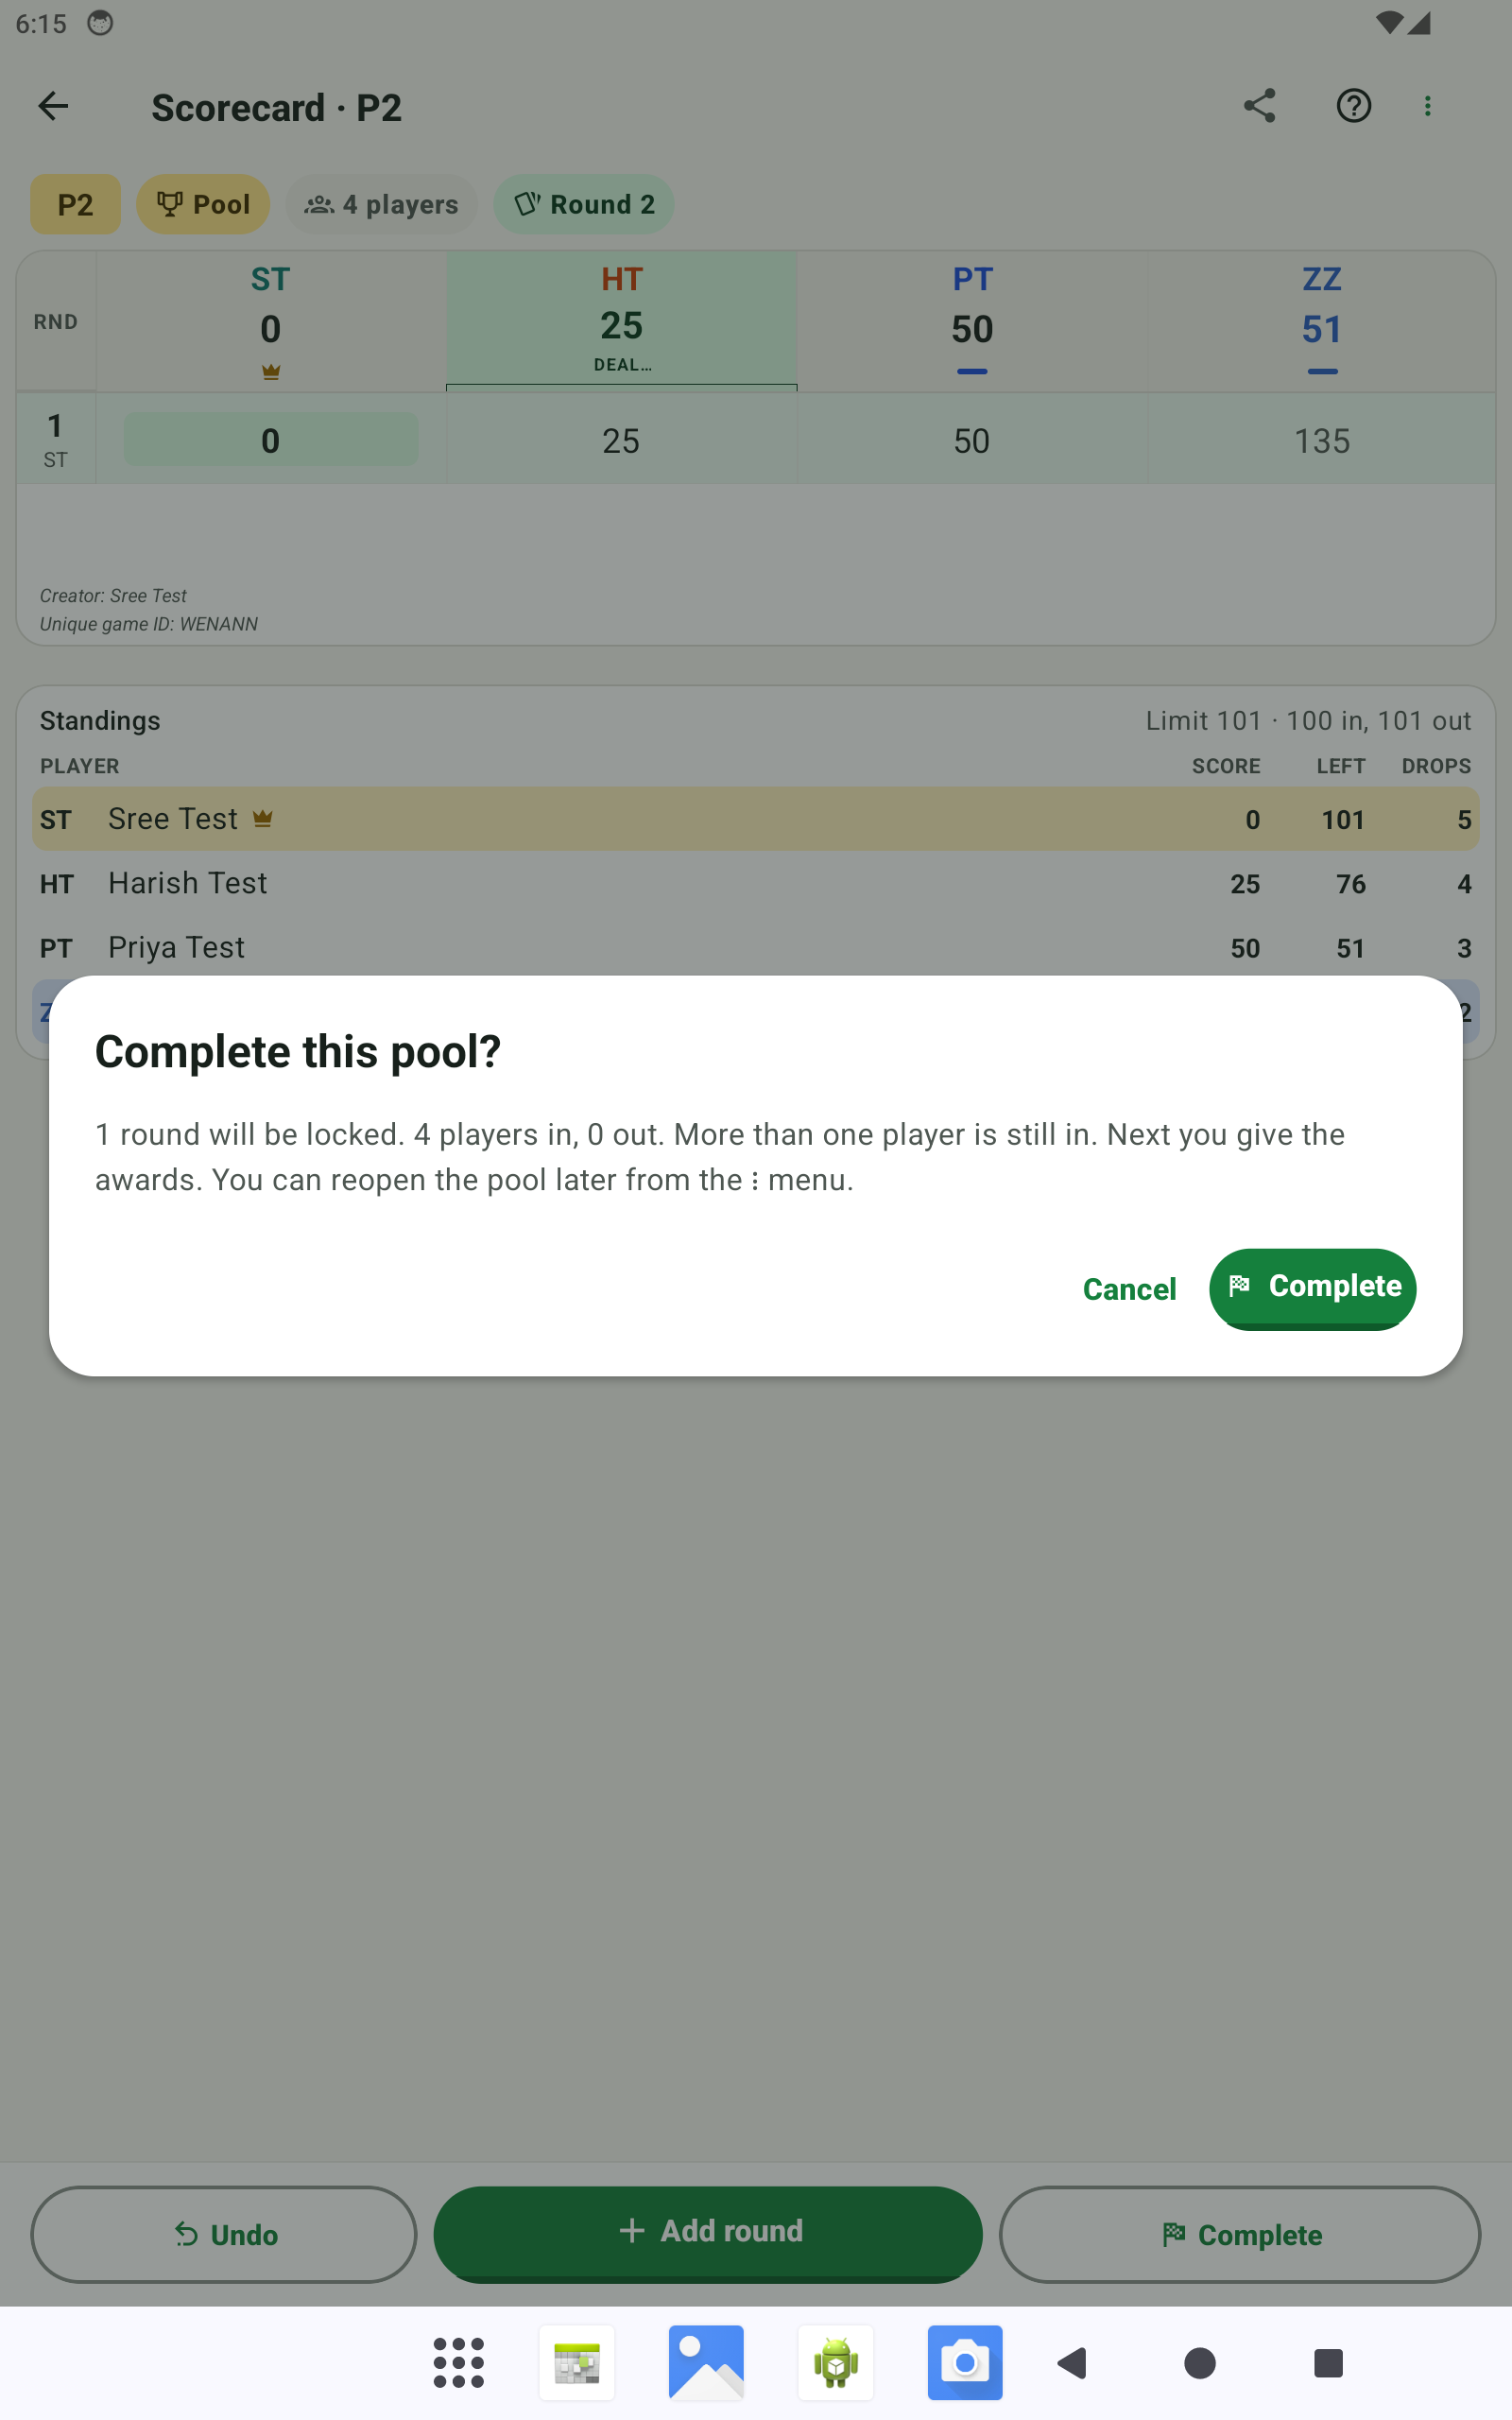 6:15
Scorecard · P2
P2
Pool
4 players
Round 2
RND
ST
HT
PT
ZZ
0
25
50
51
DEAL…
1
ST
0
25
50
135
Creator: Sree Test
Unique game ID: WENANN
Standings
Limit 101 · 100 in, 101 out
PLAYER SCORE LEFT DROPS
ST Sree Test 0 101 5
HT Harish Test 25 76 4
PT Priya Test 50 51 3
Complete this pool?
1 round will be locked. 4 players in, 0 out. More than one player is still in. Next you give the
awards. You can reopen the pool later from the ⋮ menu.
Cancel
Complete
Undo
Add round
Complete